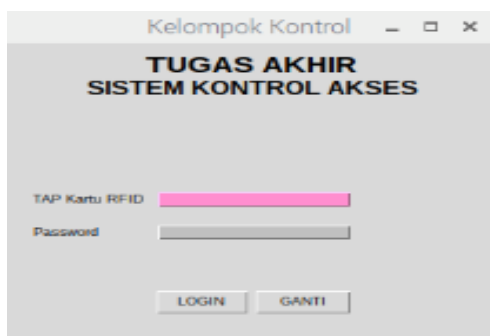 Kelompok Kontrol
TUGAS AKHIR
SISTEM KONTROL AKSES
TAP Kartu RFID
Password
LOGIN GANTI